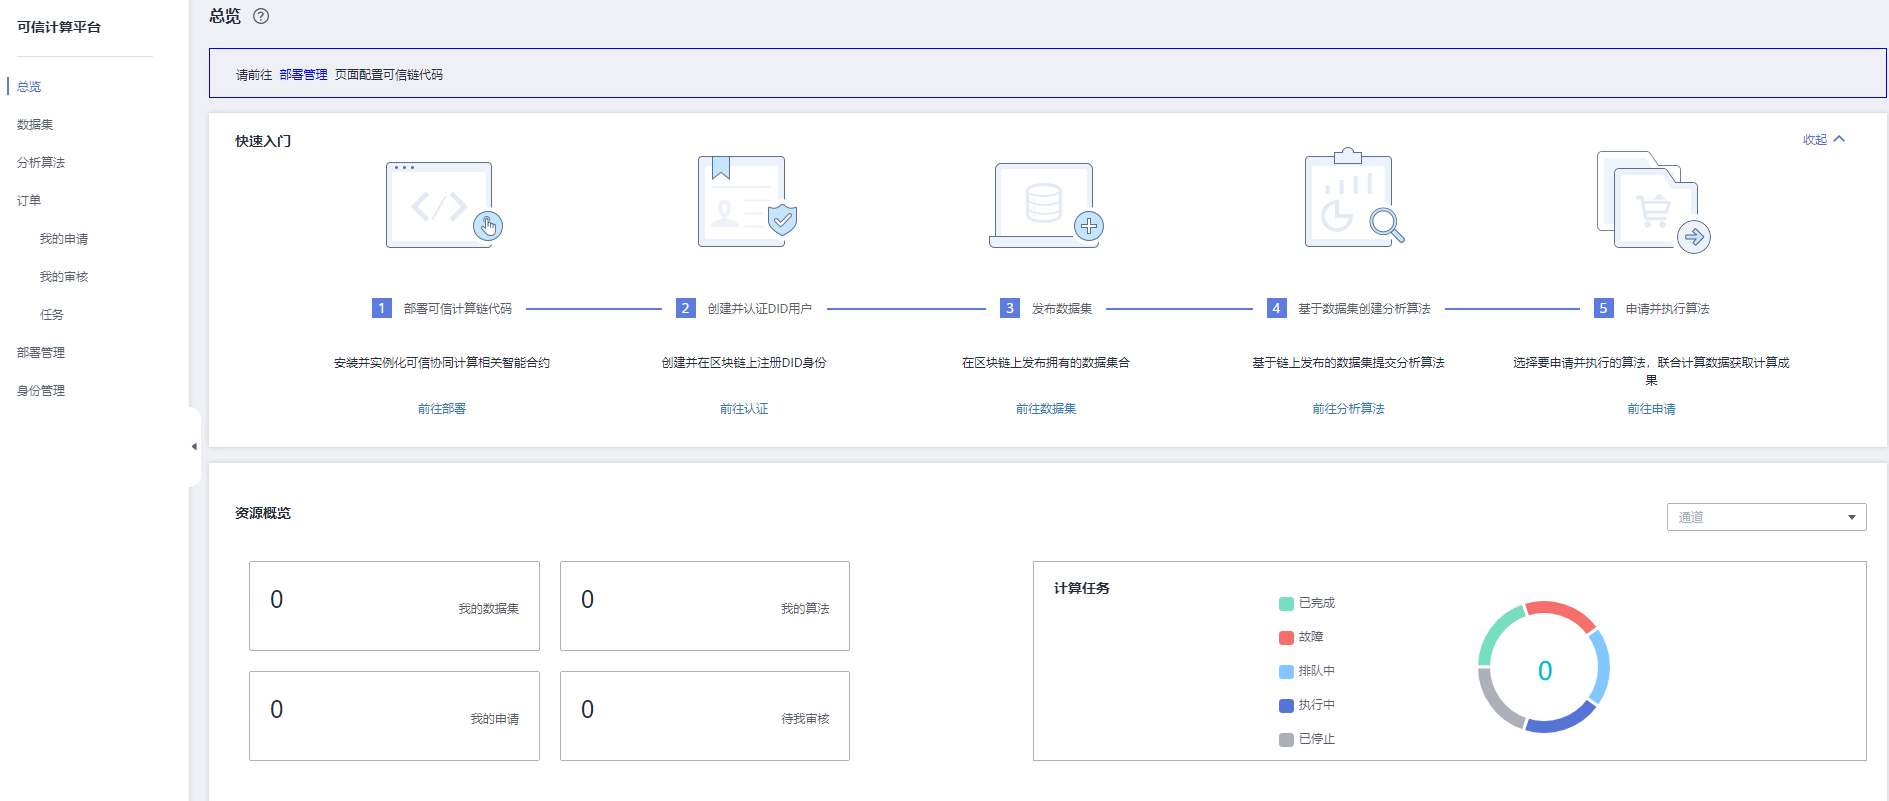 可信计算平台
总览
数据集
分析算法
订单
我的申请
我的审核
任务
部署管理
身份管理
总览 ?
请前往 部署管理 页面配置可信链代码
快速入门
收起
1 部署可信计算链代码
2 创建并认证DID用户
3 发布数据集
4 基于数据集创建分析算法
5 申请并执行算法
安装并实例化可信协同计算相关智能合约
创建并在区块链上注册DID身份
在区块链上发布拥有的数据集合
基于链上发布的数据集提交分析算法
选择要申请并执行的算法，联合计算数据获取计算成
果
前往部署
前往认证
前往数据集
前往分析算法
前往申请
资源概览
通道
0 我的数据集
0 我的算法
0 我的申请
0 待我审核
计算任务
已完成
故障
排队中
执行中
已停止
0